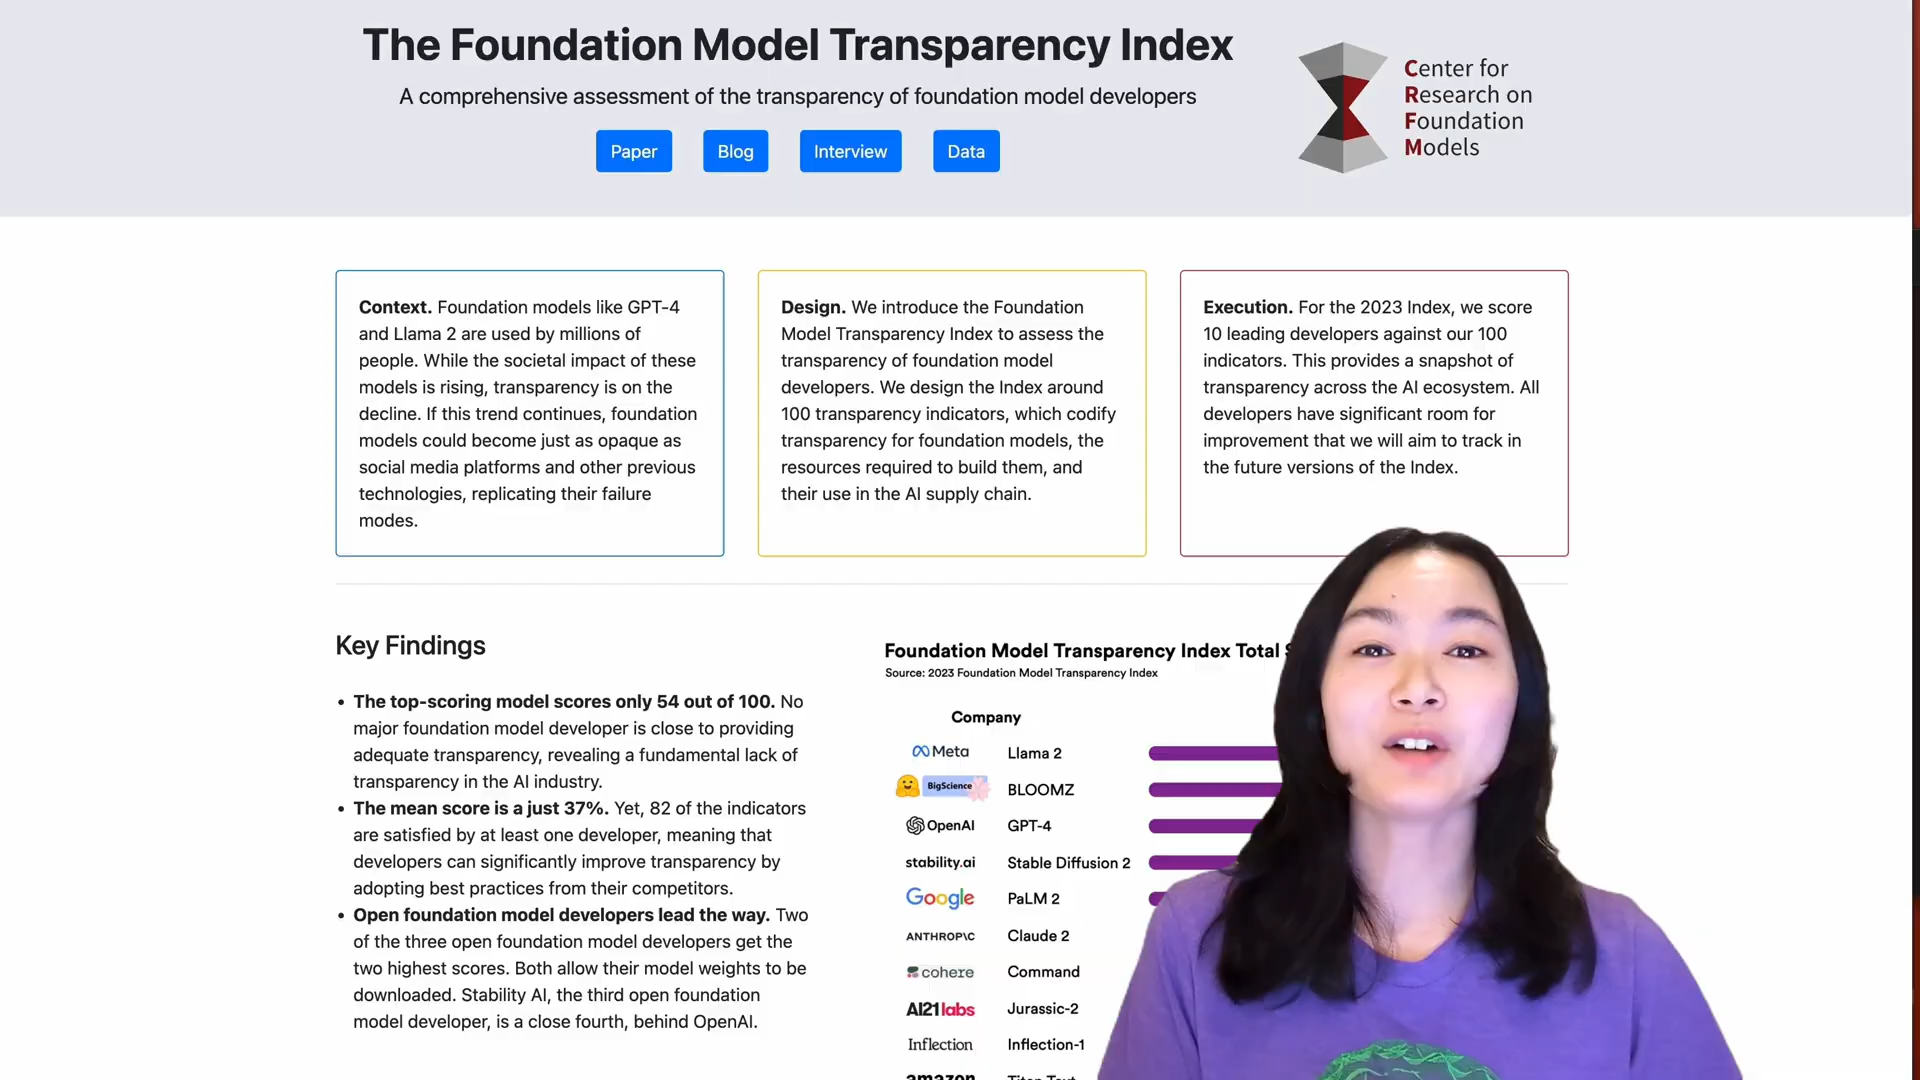 The Foundation Model Transparency Index
A comprehensive assessment of the transparency of foundation model developers
Paper
Blog
Interview
Data
Center for
Research on
Foundation
Models
Context. Foundation models like GPT-4
and Llama 2 are used by millions of
people. While the societal impact of these
models is rising, transparency is on the
decline. If this trend continues, foundation
models could become just as opaque as
social media platforms and other previous
technologies, replicating their failure
modes.
Design. We introduce the Foundation
Model Transparency Index to assess the
transparency of foundation model
developers. We design the Index around
100 transparency indicators, which codify
transparency for foundation models, the
resources required to build them, and
their use in the AI supply chain.
Execution. For the 2023 Index, we score
10 leading developers against our 100
indicators. This provides a snapshot of
transparency across the AI ecosystem. All
developers have significant room for
improvement that we will aim to track in
the future versions of the Index.
Key Findings
• The top-scoring model scores only 54 out of 100. No
major foundation model developer is close to providing
adequate transparency, revealing a fundamental lack of
transparency in the AI industry.
• The mean score is a just 37%. Yet, 82 of the indicators
are satisfied by at least one developer, meaning that
developers can significantly improve transparency by
adopting best practices from their competitors.
• Open foundation model developers lead the way. Two
of the three open foundation model developers get the
two highest scores. Both allow their model weights to be
downloaded. Stability AI, the third open foundation
model developer, is a close fourth, behind OpenAI.
Foundation Model Transparency Index Total
Source: 2023 Foundation Model Transparency Index
Company
Meta Llama 2
BigScience BLOOMZ
OpenAI GPT-4
stability.ai Stable Diffusion 2
Google PaLM 2
ANTHROP\C Claude 2
cohere Command
AI21labs Jurassic-2
Inflection Inflection-1
amazon Titan Text